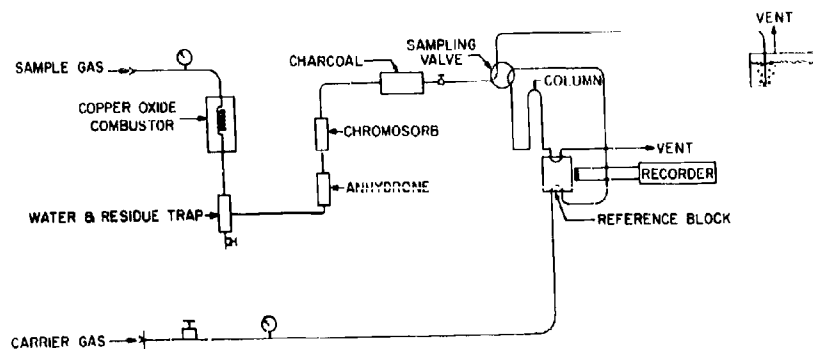 VENT
SAMPLING
VALVE
CHARCOAL
SAMPLE GAS
COLUMN
COPPER OXIDE
COMBUSTOR
CHROMOSORB
VENT
RECORDER
ANHYDRONE
WATER & RESIDUE TRAP
REFERENCE BLOCK
CARRIER GAS